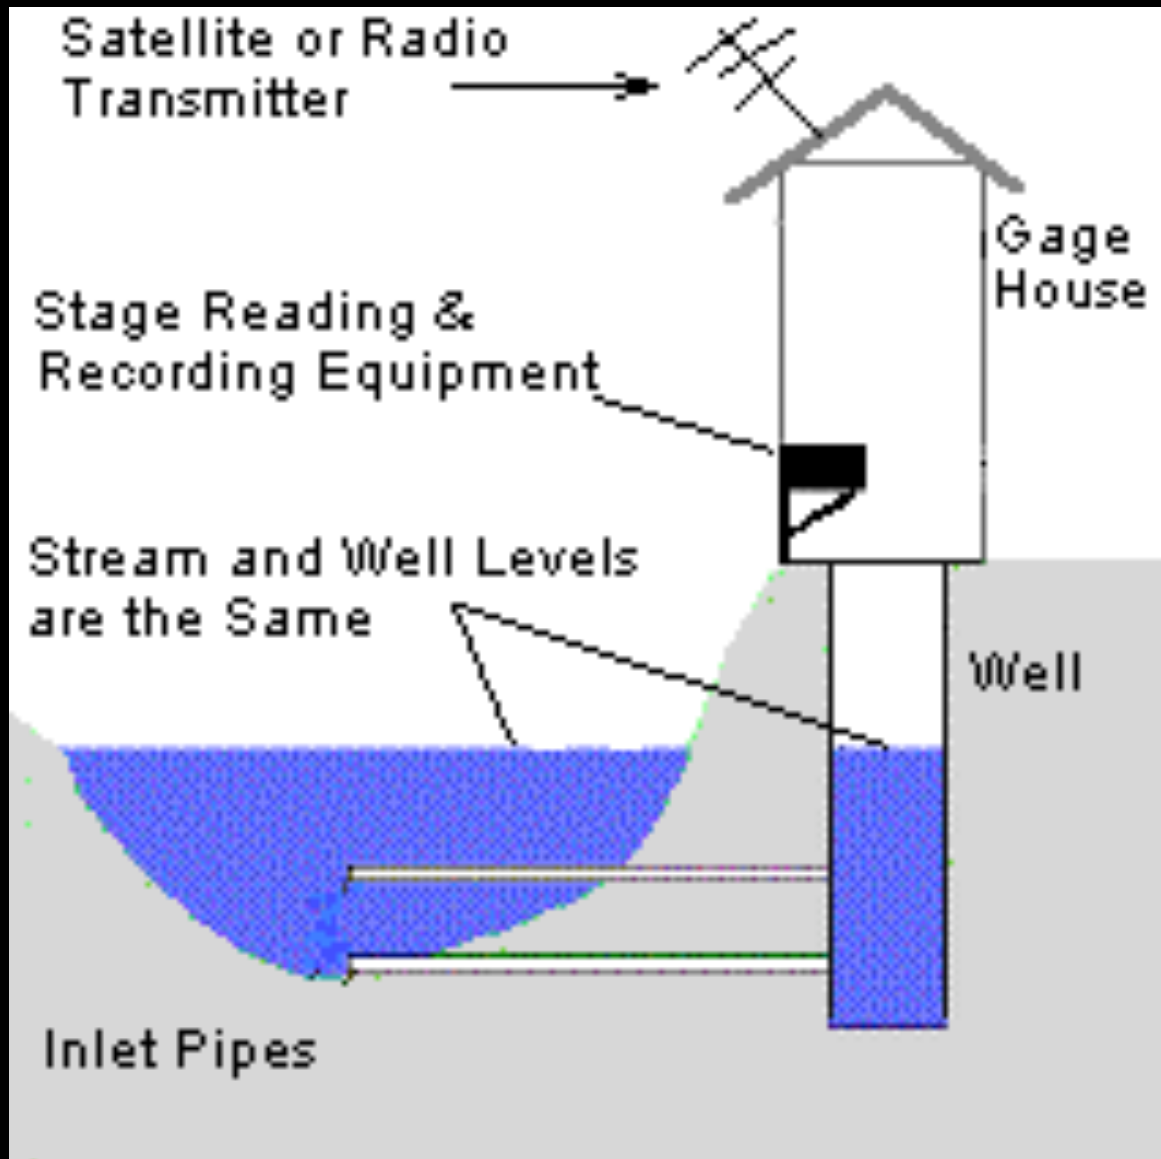 Satellite or Radio
Transmitter
Gage
House
Stage Reading &
Recording Equipment
Stream and Well Levels
are the Same
Well
Inlet Pipes